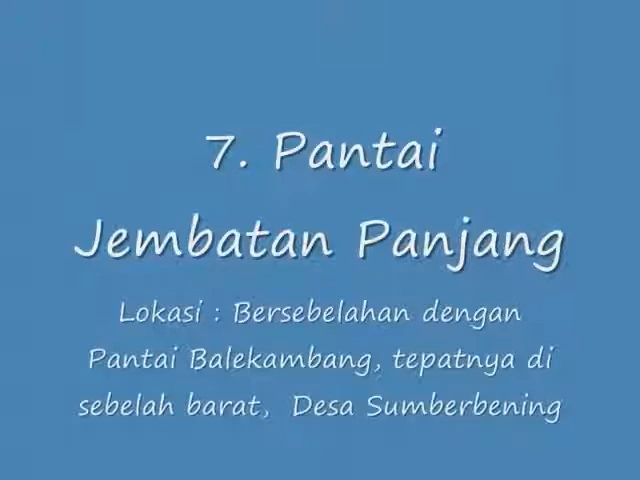 7. Pantai
Jembatan Panjang
Lokasi : Bersebelahan dengan
Pantai Balekambang, tepatnya di
sebelah barat,  Desa Sumberbening